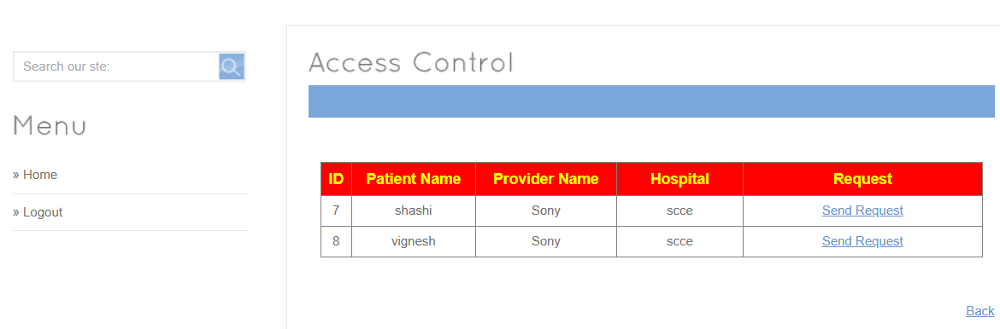 Search our ste:
Menu
» Home
» Logout
Access Control
ID Patient Name Provider Name Hospital Request
7 shashi Sony scce Send Request
8 vignesh Sony scce Send Request
Back